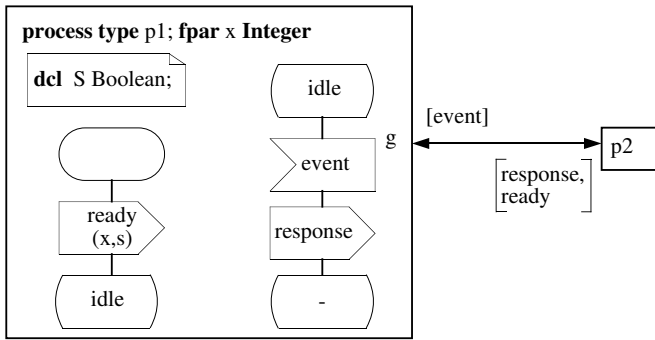 process type p1; fpar x Integer
dcl S Boolean;
idle
[event]
g
p2
event
[response,
ready]
ready
(x,s)
response
idle
-